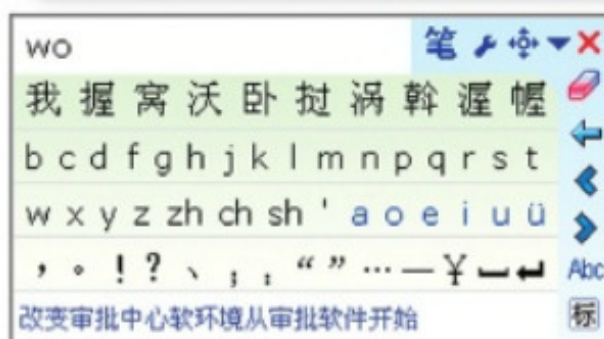 wo 笔
我 握 窝 沃 卧 挝 涡 斡 渥 幄
b c d f g h j k l m n p q r s t
w x y z zh ch sh ' a o e i u ü
， 。 ！ ？ 、 ； ： “ ” … — ￥
Abc
改变审批中心软环境从审批软件开始 标